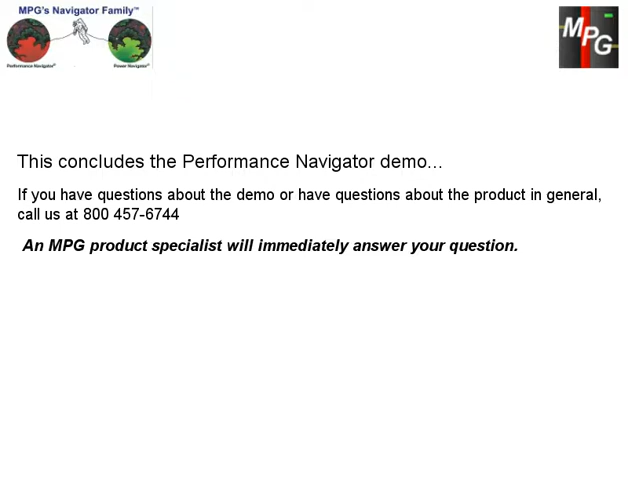 MPG's Navigator Family™
Performance Navigator® Power Navigator®
MPG
This concludes the Performance Navigator demo...
If you have questions about the demo or have questions about the product in general,
call us at 800 457-6744
An MPG product specialist will immediately answer your question.